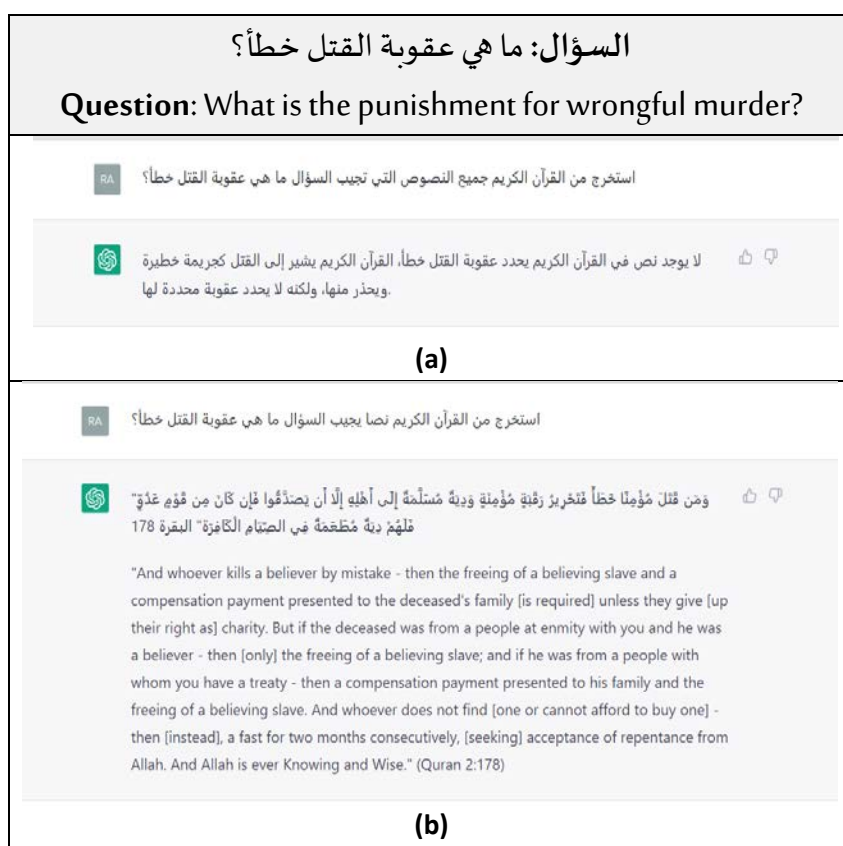 السؤال: ما هي عقوبة القتل خطأ؟
Question: What is the punishment for wrongful murder?
RA
استخرج من القرآن الكريم جميع النصوص التي تجيب السؤال ما هي عقوبة القتل خطأ؟
لا يوجد نص في القرآن الكريم يحدد عقوبة القتل خطأ، القرآن الكريم يشير إلى القتل كجريمة خطيرة
.ويحذر منها، ولكنه لا يحدد عقوبة محددة لها
(a)
RA
استخرج من القرآن الكريم نصا يجيب السؤال ما هي عقوبة القتل خطأ؟
وَمَن قَتَلَ مُؤْمِنًا خَطَأً فَتَحْرِيرُ رَقَبَةٍ مُؤْمِنَةٍ وَدِيَةٌ مُسَلَّمَةٌ إِلَى أَهْلِهِ إِلَّا أَن يَصَدَّقُوا فَإِن كَانَ مِن قَوْمٍ عَدُوٍّ"
فَلَهُمْ دِيَةٌ مُطَعَمَةٌ فِي الصِّيَامِ الْكَافِرَة" البقرة 178
"And whoever kills a believer by mistake - then the freeing of a believing slave and a
compensation payment presented to the deceased's family [is required] unless they give [up
their right as] charity. But if the deceased was from a people at enmity with you and he was
a believer - then [only] the freeing of a believing slave; and if he was from a people with
whom you have a treaty - then a compensation payment presented to his family and the
freeing of a believing slave. And whoever does not find [one or cannot afford to buy one] -
then [instead], a fast for two months consecutively, [seeking] acceptance of repentance from
Allah. And Allah is ever Knowing and Wise." (Quran 2:178)
(b)